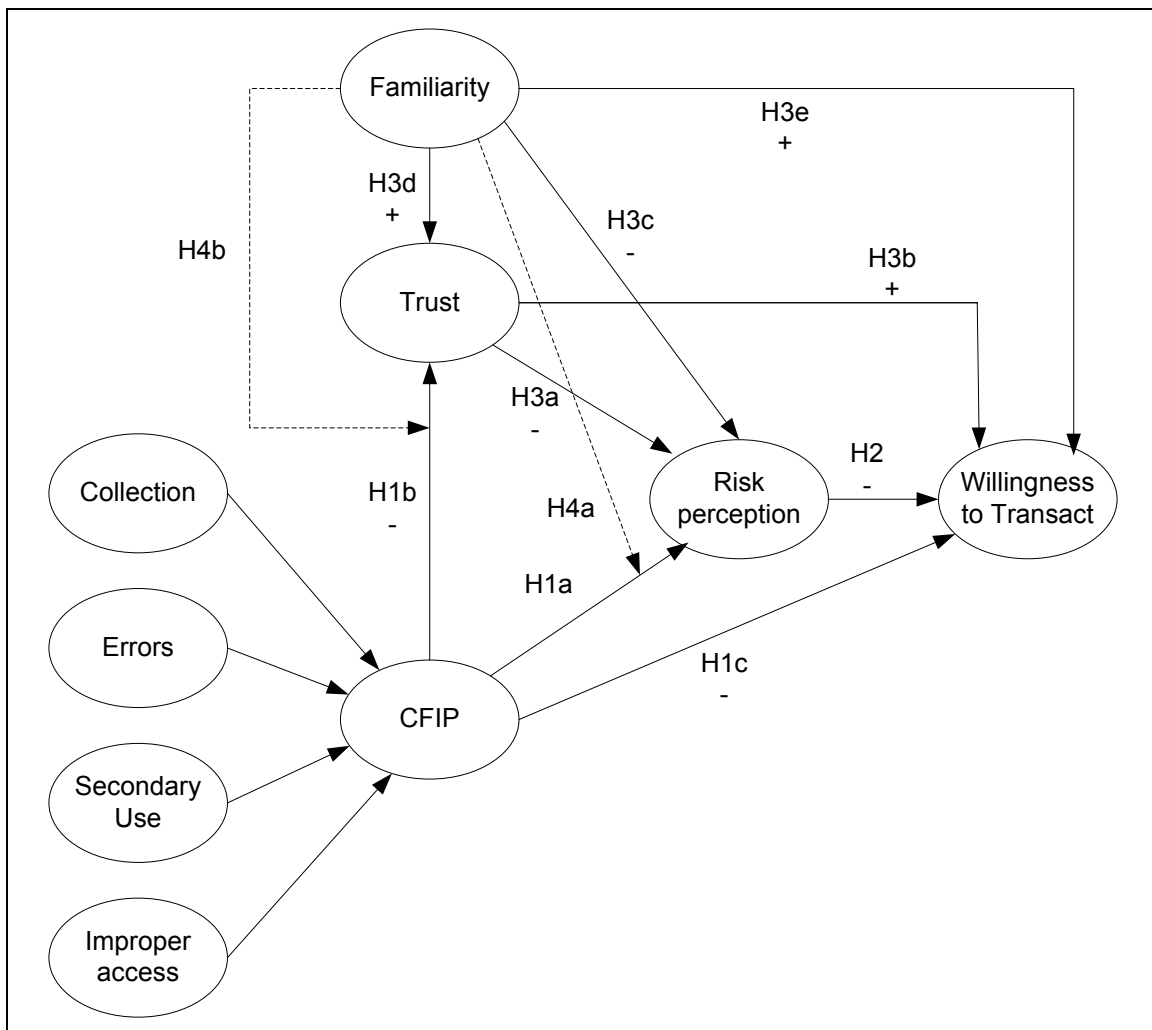 Familiarity
H3e
+
H3d
+
H3c
-
H4b
H3b
+
Trust
H3a
-
Collection
H1b
-
H4a
Risk
perception
H2
-
Willingness
to Transact
H1a
Errors
H1c
-
CFIP
Secondary
Use
Improper
access